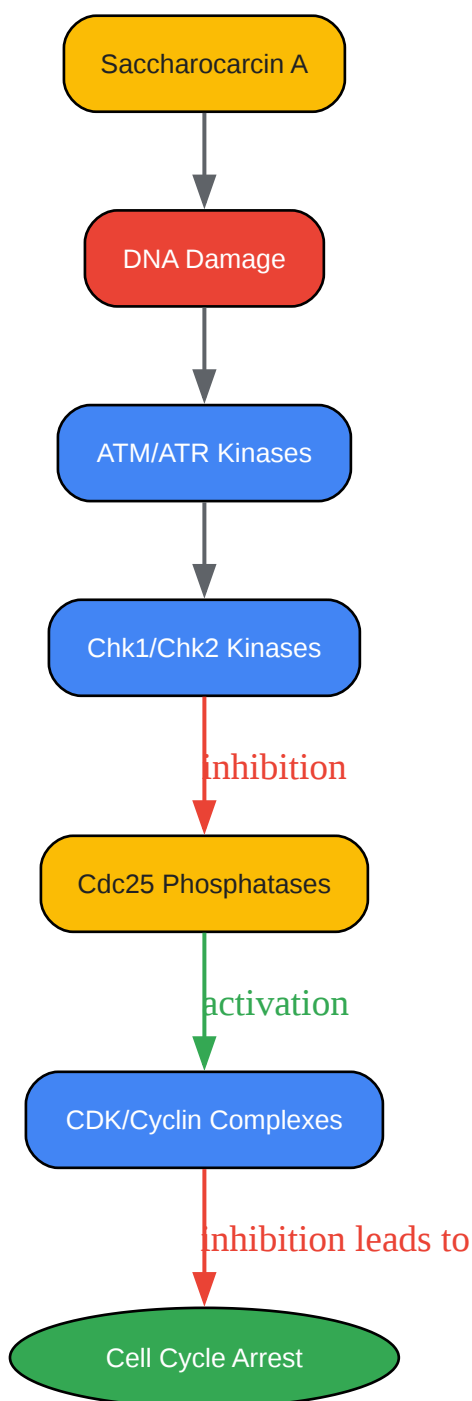 Saccharocarcin A
DNA Damage
ATM/ATR Kinases
Chk1/Chk2 Kinases
inhibition
Cdc25 Phosphatases
activation
CDK/Cyclin Complexes
inhibition leads to
Cell Cycle Arrest